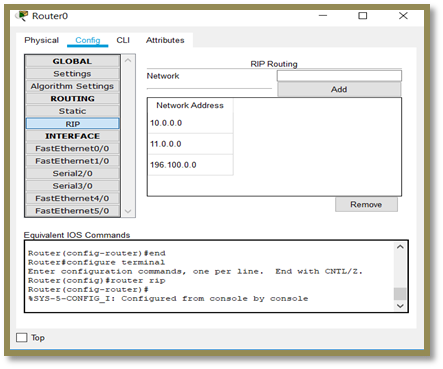 Router0
Physical Config CLI Attributes
GLOBAL
Settings
Algorithm Settings
ROUTING
Static
RIP
INTERFACE
FastEthernet0/0
FastEthernet1/0
Serial2/0
Serial3/0
FastEthernet4/0
FastEthernet5/0
RIP Routing
Network
Add
Network Address
10.0.0.0
11.0.0.0
196.100.0.0
Remove
Equivalent IOS Commands
Router(config-router)#end
Router#configure terminal
Enter configuration commands, one per line. End with CNTL/Z.
Router(config)#router rip
Router(config-router)#
%SYS-5-CONFIG_I: Configured from console by console
Top